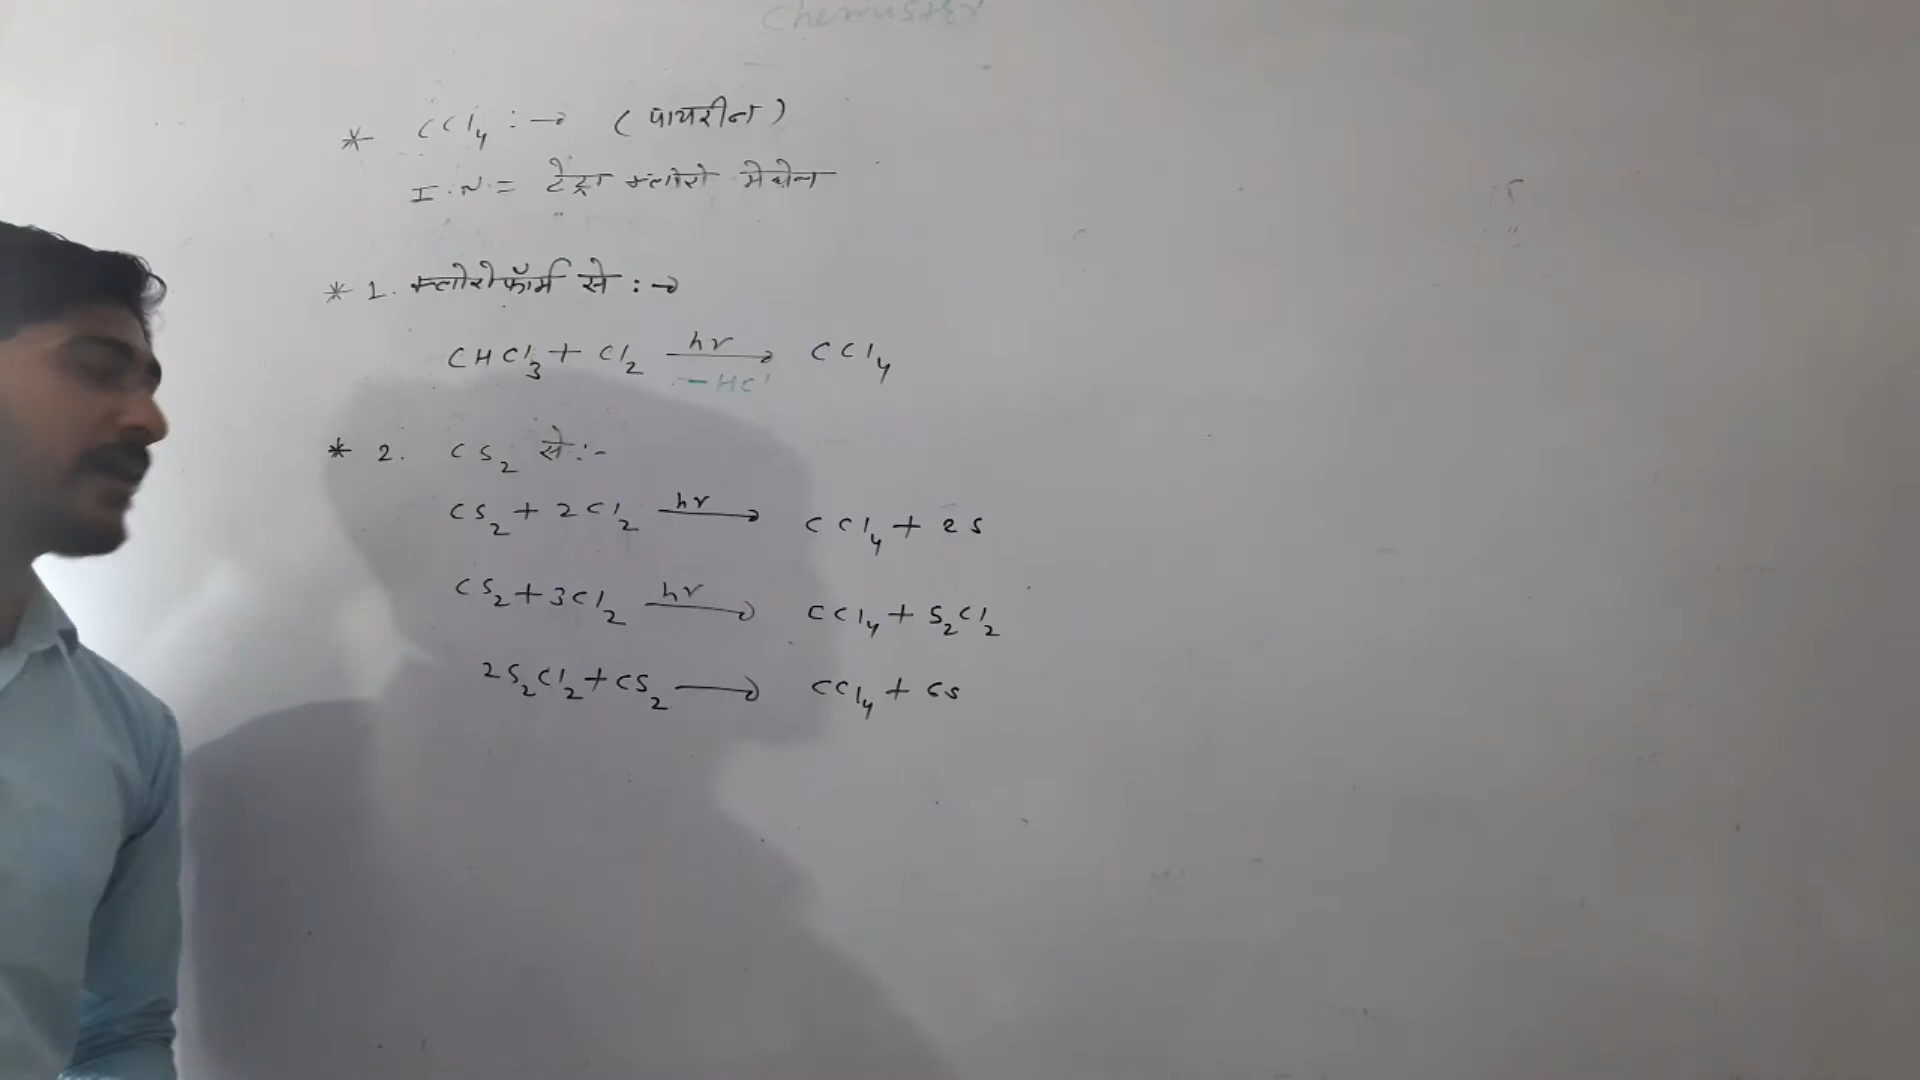 Chemistry
* CCl₄ :→ (पायरीन)
I.N. = टेट्रा क्लोरो मेथेन
* 1. क्लोरोफॉर्म से :→
CHCl₃ + Cl₂ —hν→ CCl₄
-HCl
* 2. CS₂ से :-
CS₂ + 2Cl₂ —hν→ CCl₄ + 2S
CS₂ + 3Cl₂ —hν→ CCl₄ + S₂Cl₂
2S₂Cl₂ + CS₂ → CCl₄ + 6S